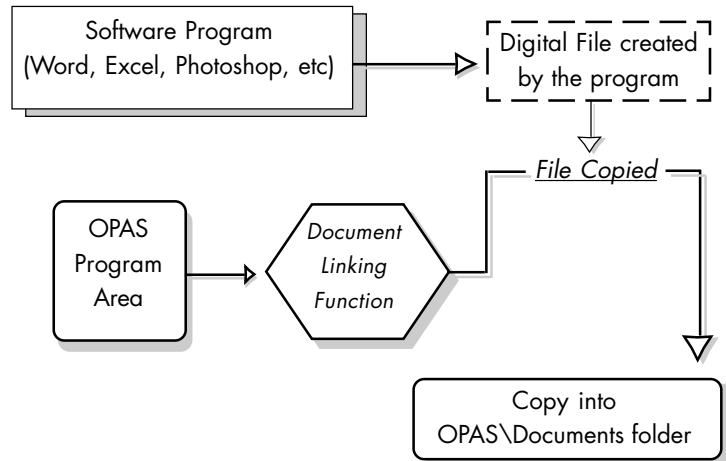 Software Program
(Word, Excel, Photoshop, etc)
Digital File created
by the program
File Copied
OPAS
Program
Area
Document
Linking
Function
Copy into
OPAS\Documents folder